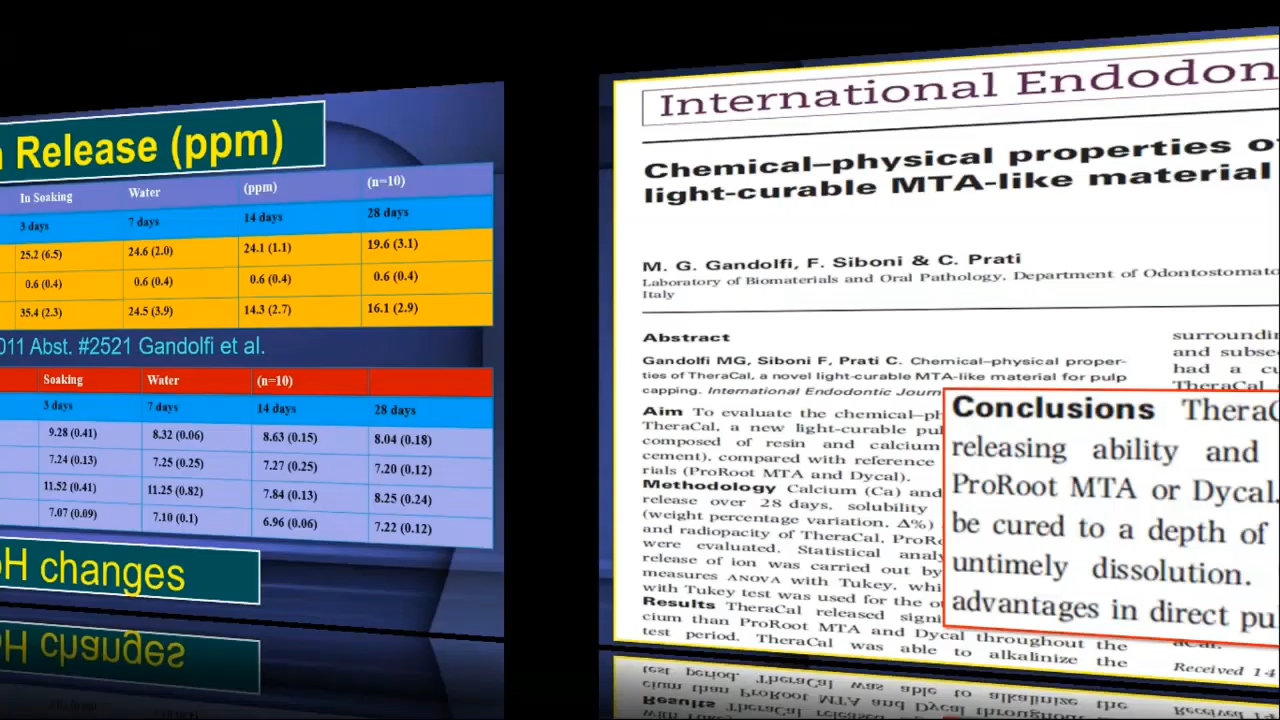 Release (ppm)
In Soaking Water (ppm) (n=10)
3 days 7 days 14 days 28 days
25.2 (6.5) 24.6 (2.0) 24.1 (1.1) 19.6 (3.1)
0.6 (0.4) 0.6 (0.4) 0.6 (0.4) 0.6 (0.4)
35.4 (2.3) 24.5 (3.9) 14.3 (2.7) 16.1 (2.9)
011 Abst. #2521 Gandolfi et al.
Soaking Water (n=10)
3 days 7 days 14 days 28 days
9.28 (0.41) 8.32 (0.06) 8.63 (0.15) 8.04 (0.18)
7.24 (0.13) 7.25 (0.25) 7.27 (0.25) 7.20 (0.12)
11.52 (0.41) 11.25 (0.82) 7.84 (0.13) 8.25 (0.24)
7.07 (0.09) 7.10 (0.1) 6.96 (0.06) 7.22 (0.12)
pH changes
International Endodon
Chemical–physical properties o
light-curable MTA-like material
M. G. Gandolfi, F. Siboni & C. Prati
Laboratory of Biomaterials and Oral Pathology, Department of Odontostomato
Italy
Abstract
Gandolfi MG, Siboni F, Prati C. Chemical–physical proper-
ties of TheraCal, a novel light-curable MTA-like material for pulp
capping. International Endodontic Journ
Aim To evaluate the chemical–ph
TheraCal, a new light-curable pul
composed of resin and calcium
cement), compared with reference
rials (ProRoot MTA and Dycal).
Methodology Calcium (Ca) and
release over 28 days, solubility
(weight percentage variation, Δ%)
and radiopacity of TheraCal, ProRo
were evaluated. Statistical analy
release of ion was carried out by
measures ANOVA with Tukey, whi
with Tukey test was used for the o
Results TheraCal released signi
cium than ProRoot MTA and Dycal throughout the
test period. TheraCal was able to alkalinize the
surroundin
and subse
had a cu
TheraCal
Conclusions TheraC
releasing ability and
ProRoot MTA or Dycal.
be cured to a depth of
untimely dissolution.
advantages in direct pu
Received 14